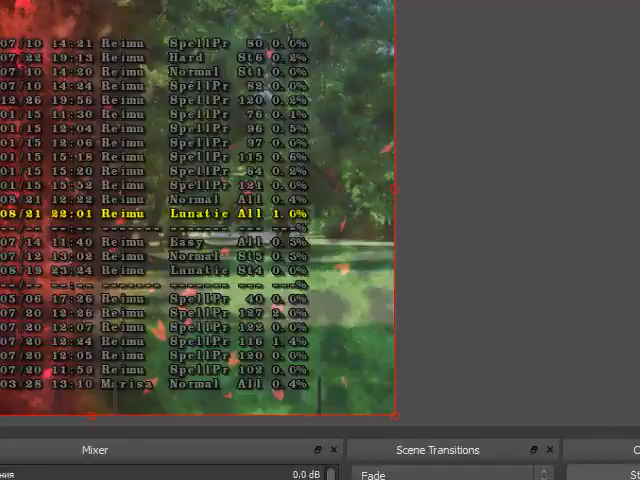 07/10 14:21 Reimu SpellPr 80 0.0%
07/22 19:13 Reimu Hard St6 0.2%
07/10 14:20 Reimu Normal St1 0.0%
07/10 14:24 Reimu SpellPr 82 0.0%
12/26 19:56 Reimu SpellPr 120 0.2%
01/15 11:30 Reimu SpellPr 76 0.1%
01/15 12:04 Reimu SpellPr 96 0.5%
01/15 12:06 Reimu SpellPr 97 0.0%
01/15 15:18 Reimu SpellPr 115 0.6%
01/15 15:20 Reimu SpellPr 64 0.2%
01/15 15:52 Reimu SpellPr 121 0.0%
08/21 12:22 Reimu Normal All 0.4%
08/21 22:01 Reimu Lunatic All 1.0%
--/-- --:-- ------- ------- --- ---%
07/14 11:40 Reimu Easy All 0.5%
07/12 13:02 Reimu Normal St5 0.3%
08/19 23:24 Reimu Lunatic St4 0.0%
--/-- --:-- ------- ------- --- ---%
05/06 17:26 Reimu SpellPr 40 0.0%
07/20 12:28 Reimu SpellPr 127 2.0%
07/20 12:07 Reimu SpellPr 122 0.0%
07/20 12:24 Reimu SpellPr 116 1.4%
07/20 12:05 Reimu SpellPr 120 0.6%
07/20 11:59 Reimu SpellPr 102 0.0%
03/28 13:10 Marisa Normal All 0.4%
Mixer Scene Transitions
ния 0.0 dB Fade St